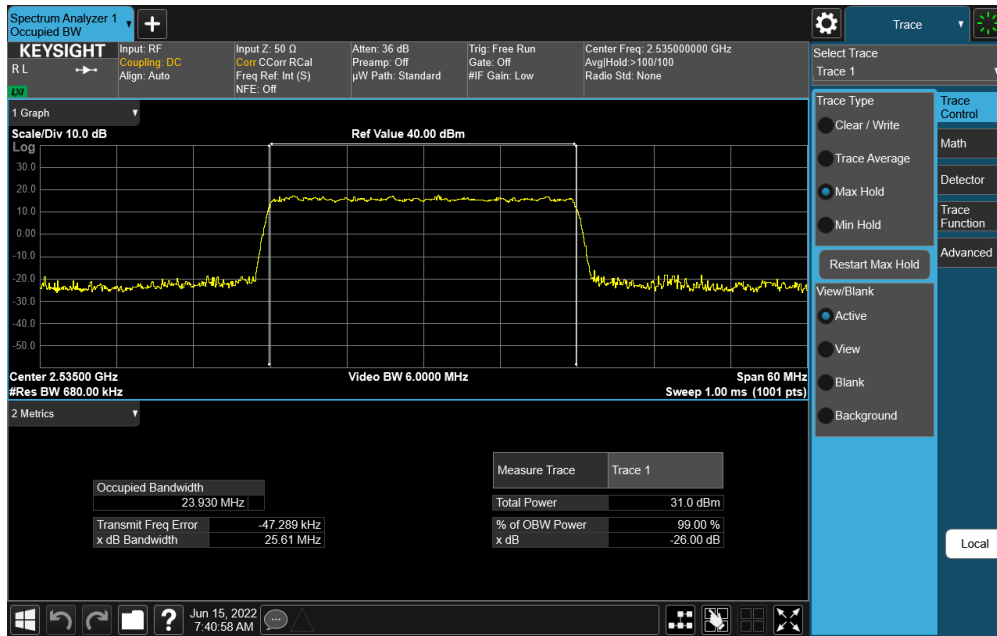 Spectrum Analyzer 1
Occupied BW
Trace
KEYSIGHT
R L
LXI
Input: RF
Coupling: DC
Align: Auto
Input Z: 50 Ω
Corr CCorr RCal
Freq Ref: Int (S)
NFE: Off
Atten: 36 dB
Preamp: Off
µW Path: Standard
Trig: Free Run
Gate: Off
#IF Gain: Low
Center Freq: 2.535000000 GHz
Avg|Hold:>100/100
Radio Std: None
Select Trace
Trace 1
1 Graph
Scale/Div 10.0 dB
Ref Value 40.00 dBm
Log
30.0
20.0
10.0
0.00
-10.0
-20.0
-30.0
-40.0
-50.0
Center 2.53500 GHz
Video BW 6.0000 MHz
Span 60 MHz
#Res BW 680.00 kHz
Sweep 1.00 ms (1001 pts)
2 Metrics
Occupied Bandwidth
23.930 MHz
Transmit Freq Error -47.289 kHz
x dB Bandwidth 25.61 MHz
Measure Trace Trace 1
Total Power 31.0 dBm
% of OBW Power 99.00 %
x dB -26.00 dB
Trace Type
Clear / Write
Trace Average
Max Hold
Min Hold
Restart Max Hold
View/Blank
Active
View
Blank
Background
Trace
Control
Math
Detector
Trace
Function
Advanced
Local
?
Jun 15, 2022
7:40:58 AM